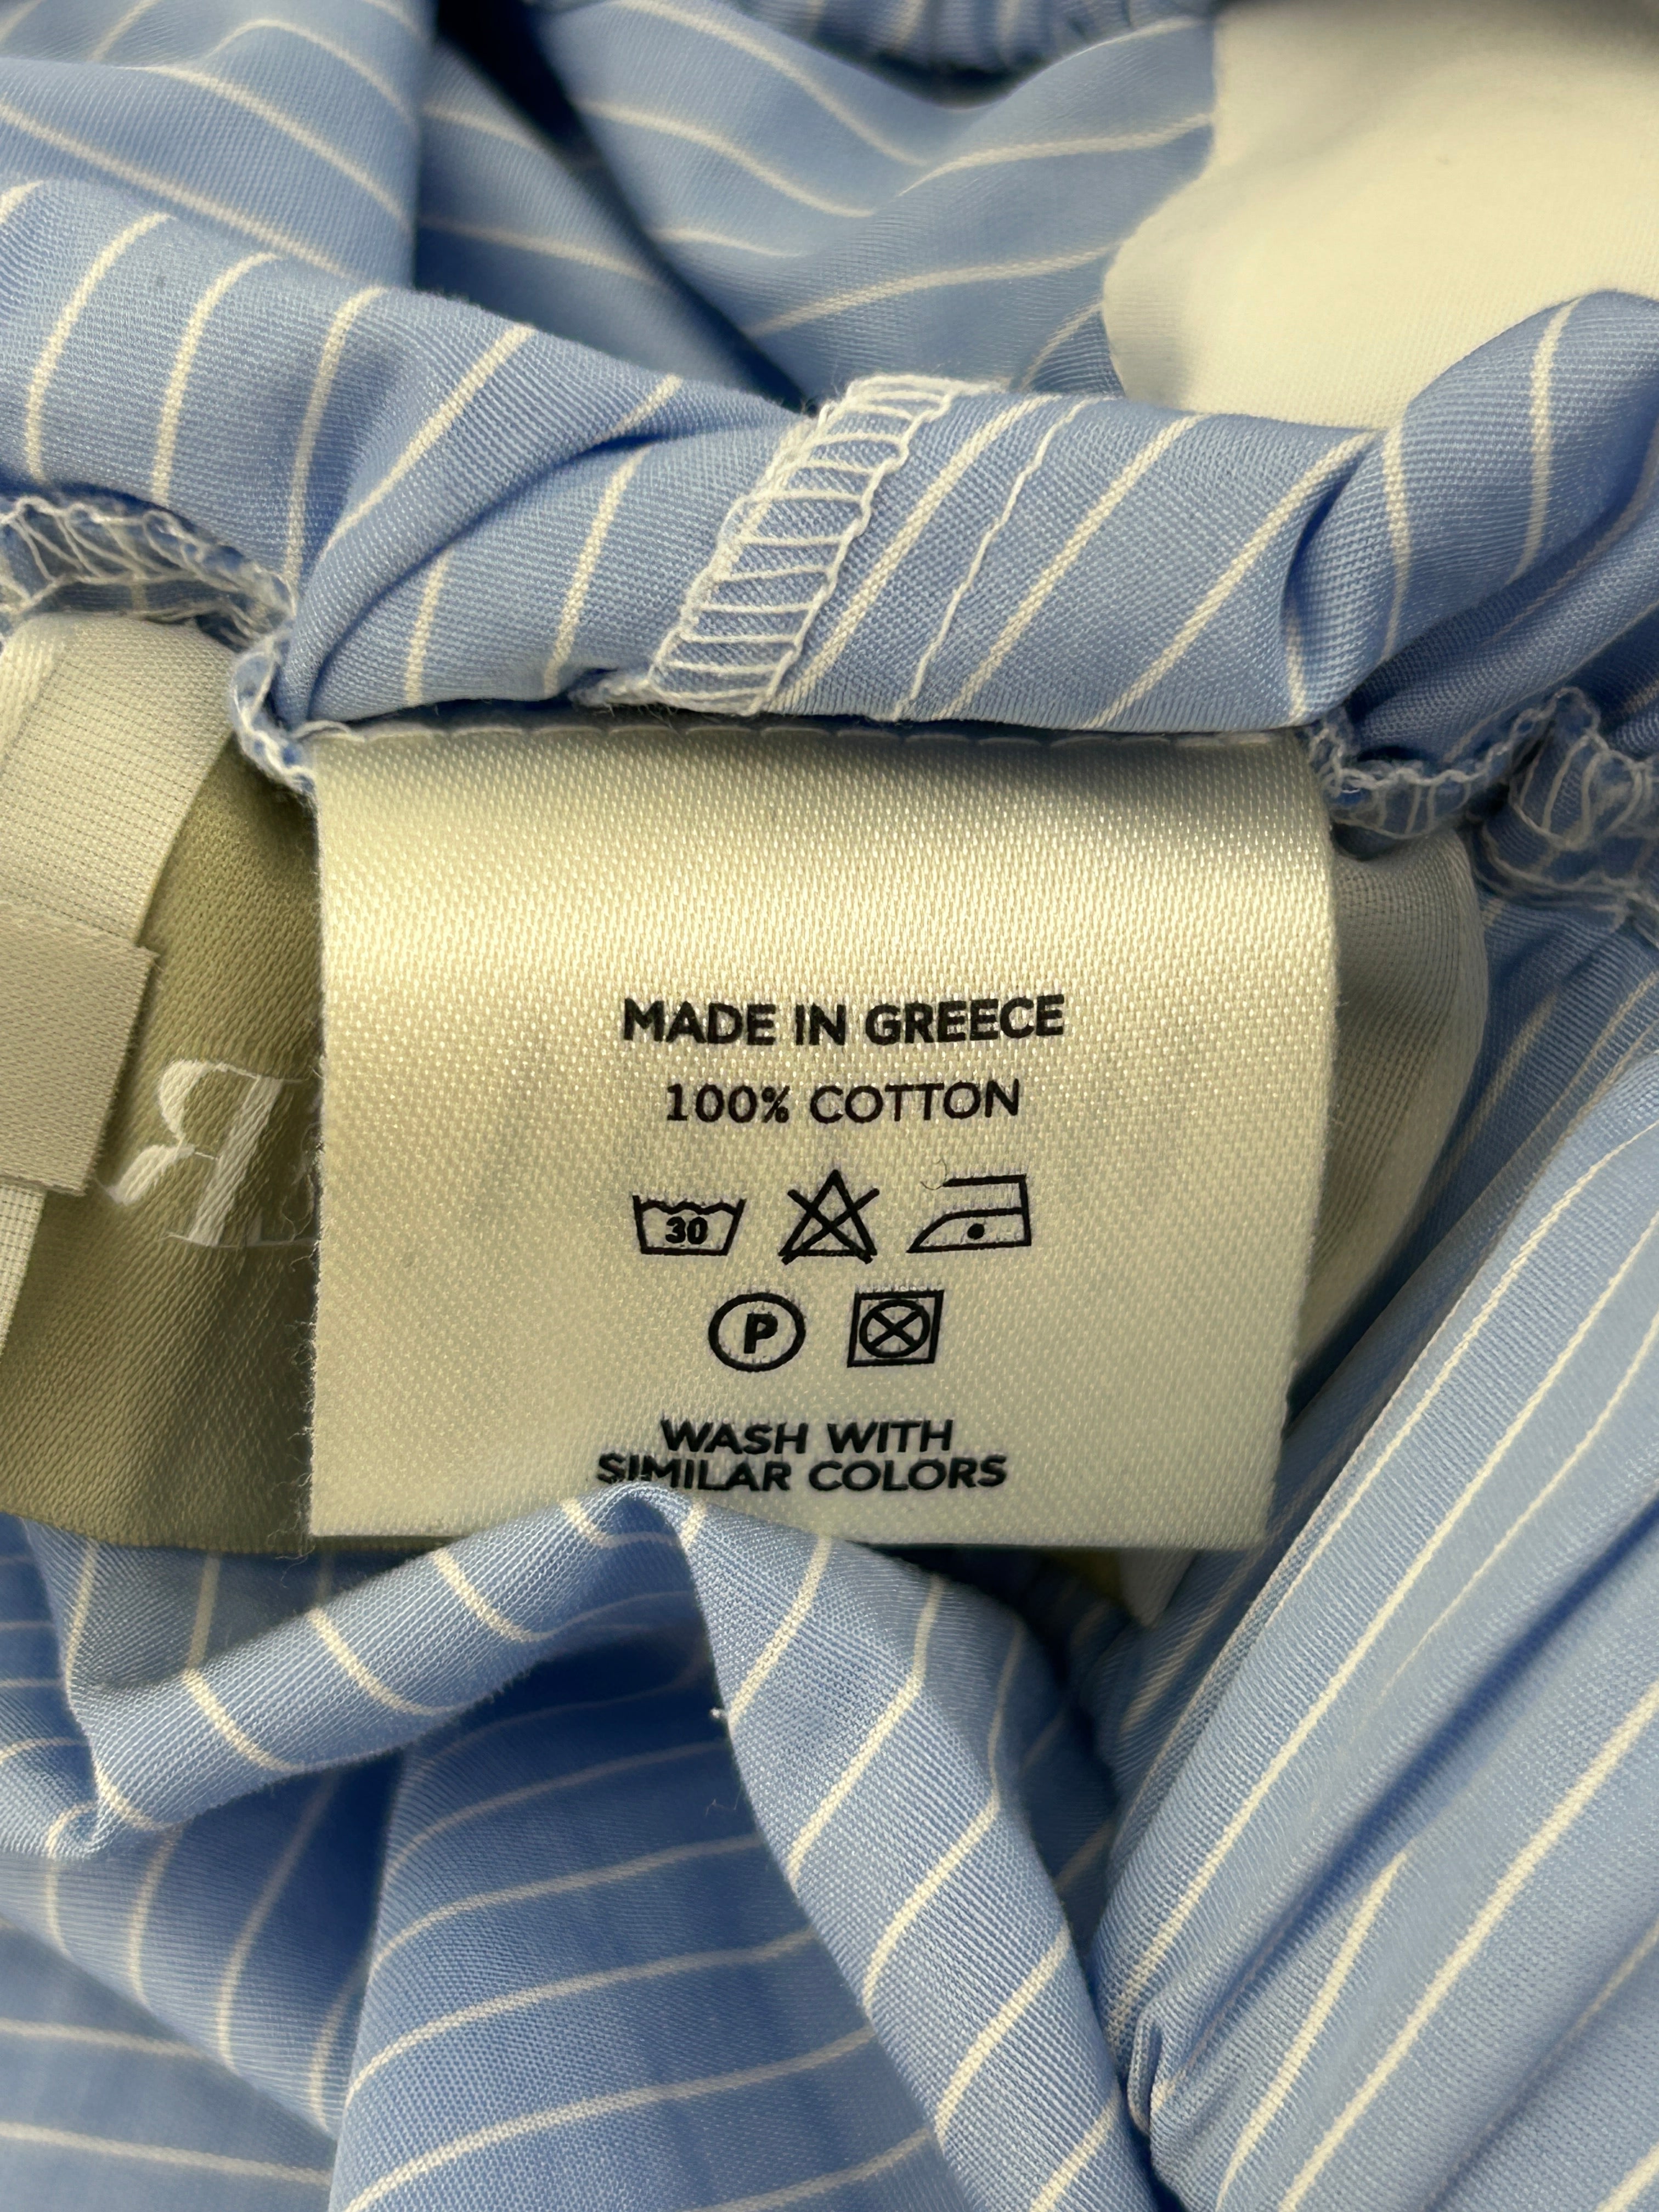 MADE IN GREECE
100% COTTON
30
P
WASH WITH
SIMILAR COLORS